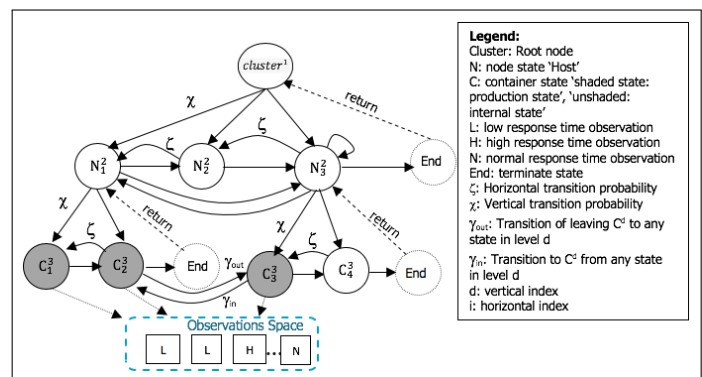 cluster¹
return
χ
ζ
ζ
N²₁
N²₂
N²₃
End
χ
ζ
return
χ
ζ
return
γout
C³₁
C³₂
End
C³₃
C³₄
End
γin
Observations Space
L L H ... N
Legend:
Cluster: Root node
N: node state ‘Host’
C: container state ‘shaded state:
production state’, ‘unshaded:
internal state’
L: low response time observation
H: high response time observation
N: normal response time observation
End: terminate state
ζ: Horizontal transition probability
χ: Vertical transition probability
γout: Transition of leaving Cᵈ to any
state in level d
γin: Transition to Cᵈ from any state
in level d
d: vertical index
i: horizontal index